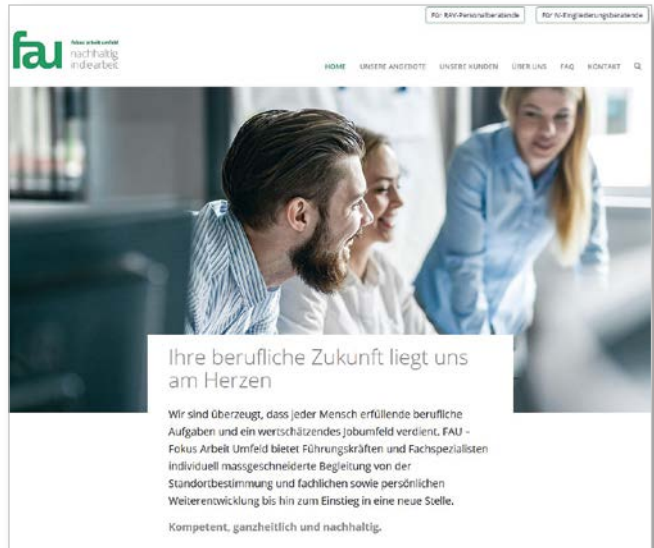 Für RAV-Personalberatende
Für IV-Eingliederungsberatende
fau
fokus arbeit umfeld
nachhaltig
in die arbeit
HOME UNSERE ANGEBOTE UNSERE KUNDEN ÜBER UNS FAQ KONTAKT
Ihre berufliche Zukunft liegt uns
am Herzen
Wir sind überzeugt, dass jeder Mensch erfüllende berufliche
Aufgaben und ein wertschätzendes Jobumfeld verdient. FAU –
Fokus Arbeit Umfeld bietet Führungskräften und Fachspezialisten
individuell massgeschneiderte Begleitung von der
Standortbestimmung und fachlichen sowie persönlichen
Weiterentwicklung bis hin zum Einstieg in eine neue Stelle.
Kompetent, ganzheitlich und nachhaltig.